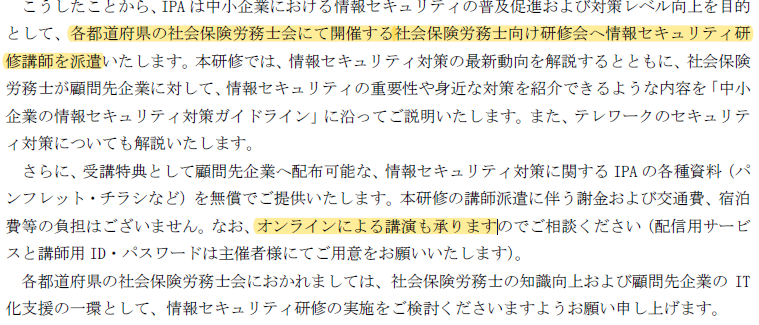 こうしたことから、IPA は中小企業における情報セキュリティの普及促進および対策レベル向上を目的
として、各都道府県の社会保険労務士会にて開催する社会保険労務士向け研修会へ情報セキュリティ研
修講師を派遣いたします。本研修では、情報セキュリティ対策の最新動向を解説するとともに、社会保険
労務士が顧問先企業に対して、情報セキュリティの重要性や身近な対策を紹介できるような内容を「中小
企業の情報セキュリティ対策ガイドライン」に沿ってご説明いたします。また、テレワークのセキュリテ
ィ対策についても解説いたします。
さらに、受講特典として顧問先企業へ配布可能な、情報セキュリティ対策に関する IPA の各種資料（パ
ンフレット・チラシなど）を無償でご提供いたします。本研修の講師派遣に伴う謝金および交通費、宿泊
費等の負担はございません。なお、オンラインによる講演も承りますのでご相談ください（配信用サービ
スと講師用 ID・パスワードは主催者様にてご用意をお願いいたします）。
各都道府県の社会保険労務士会におかれましては、社会保険労務士の知識向上および顧問先企業の IT
化支援の一環として、情報セキュリティ研修の実施をご検討くださいますようお願い申し上げます。